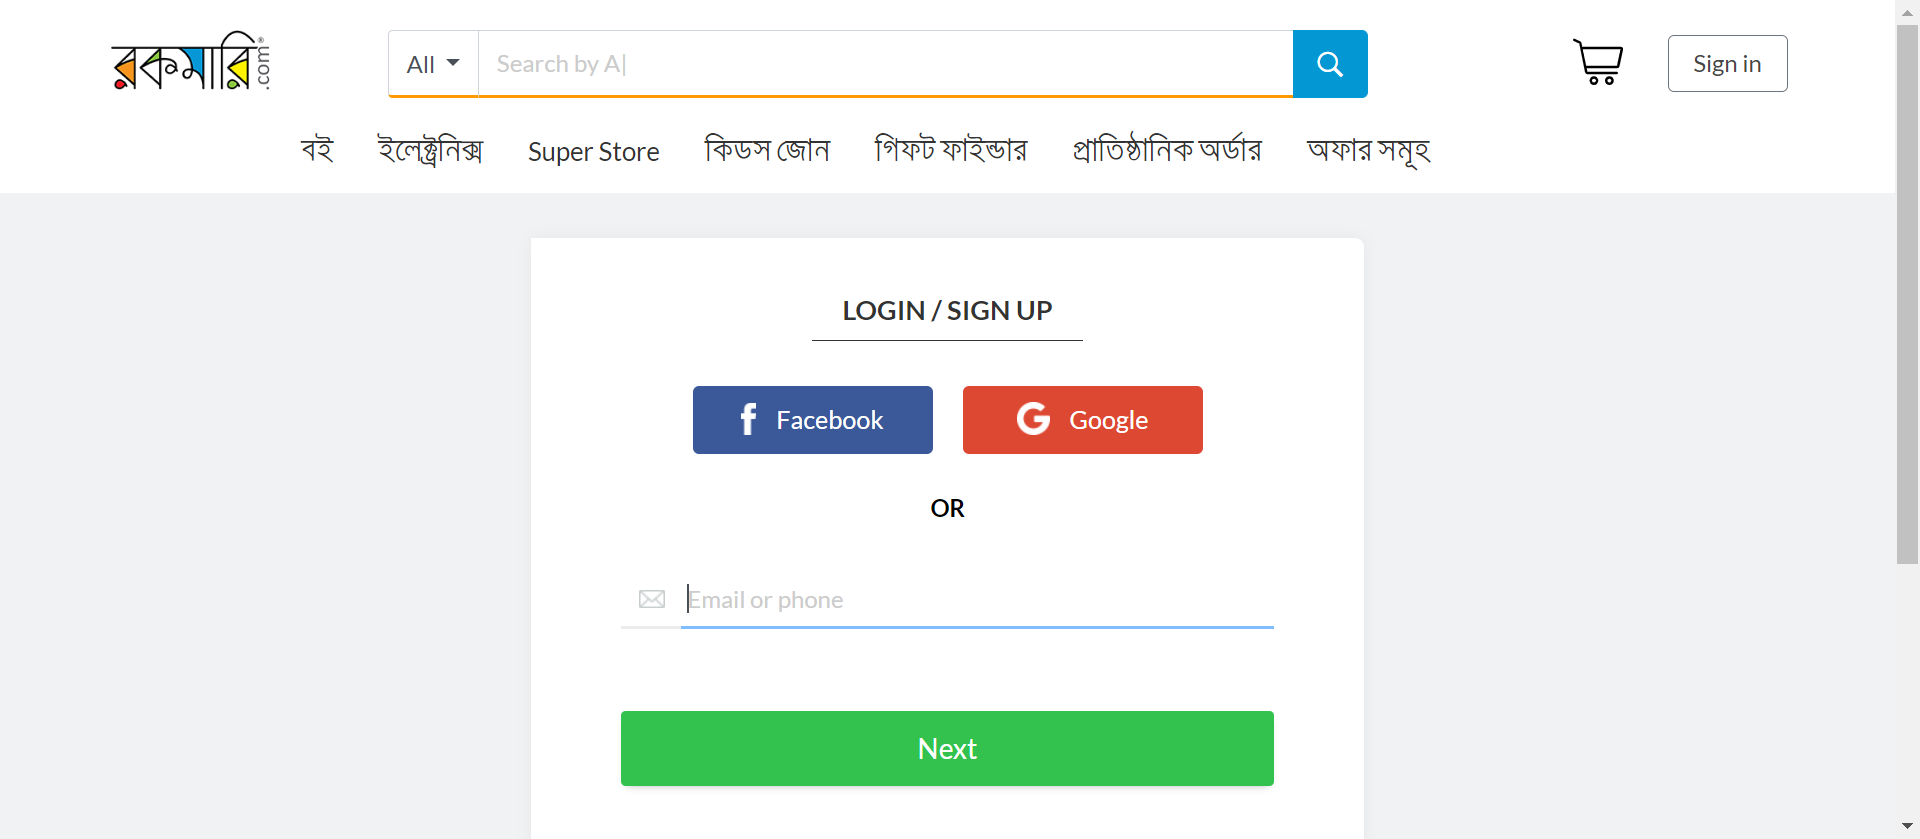 রকমারি.com®
All
Search by A|
Sign in
বই
ইলেক্ট্রনিক্স
Super Store
কিডস জোন
গিফট ফাইন্ডার
প্রাতিষ্ঠানিক অর্ডার
অফার সমূহ
LOGIN / SIGN UP
Facebook
Google
OR
Email or phone
Next